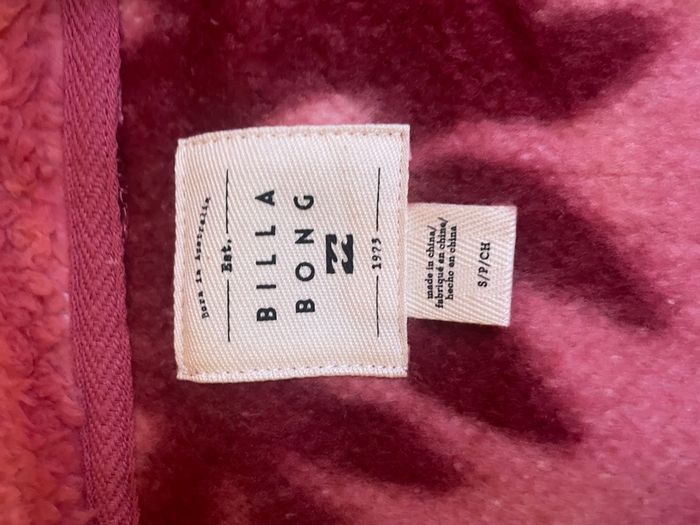 Born in Australia
Est.
BILLA
BONG
1973
made in china/
fabriqué en chine/
hecho en china
S/P/CH